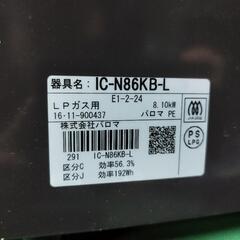 器具名: IC-N86KB-L
E1-2-24
LPガス用 8.10kW
16・11-900437 パロマ PE
株式会社パロマ
291 IC-N86KB-L
区分C 効率56.3%
区分J 効率192Wh
PS
LPG